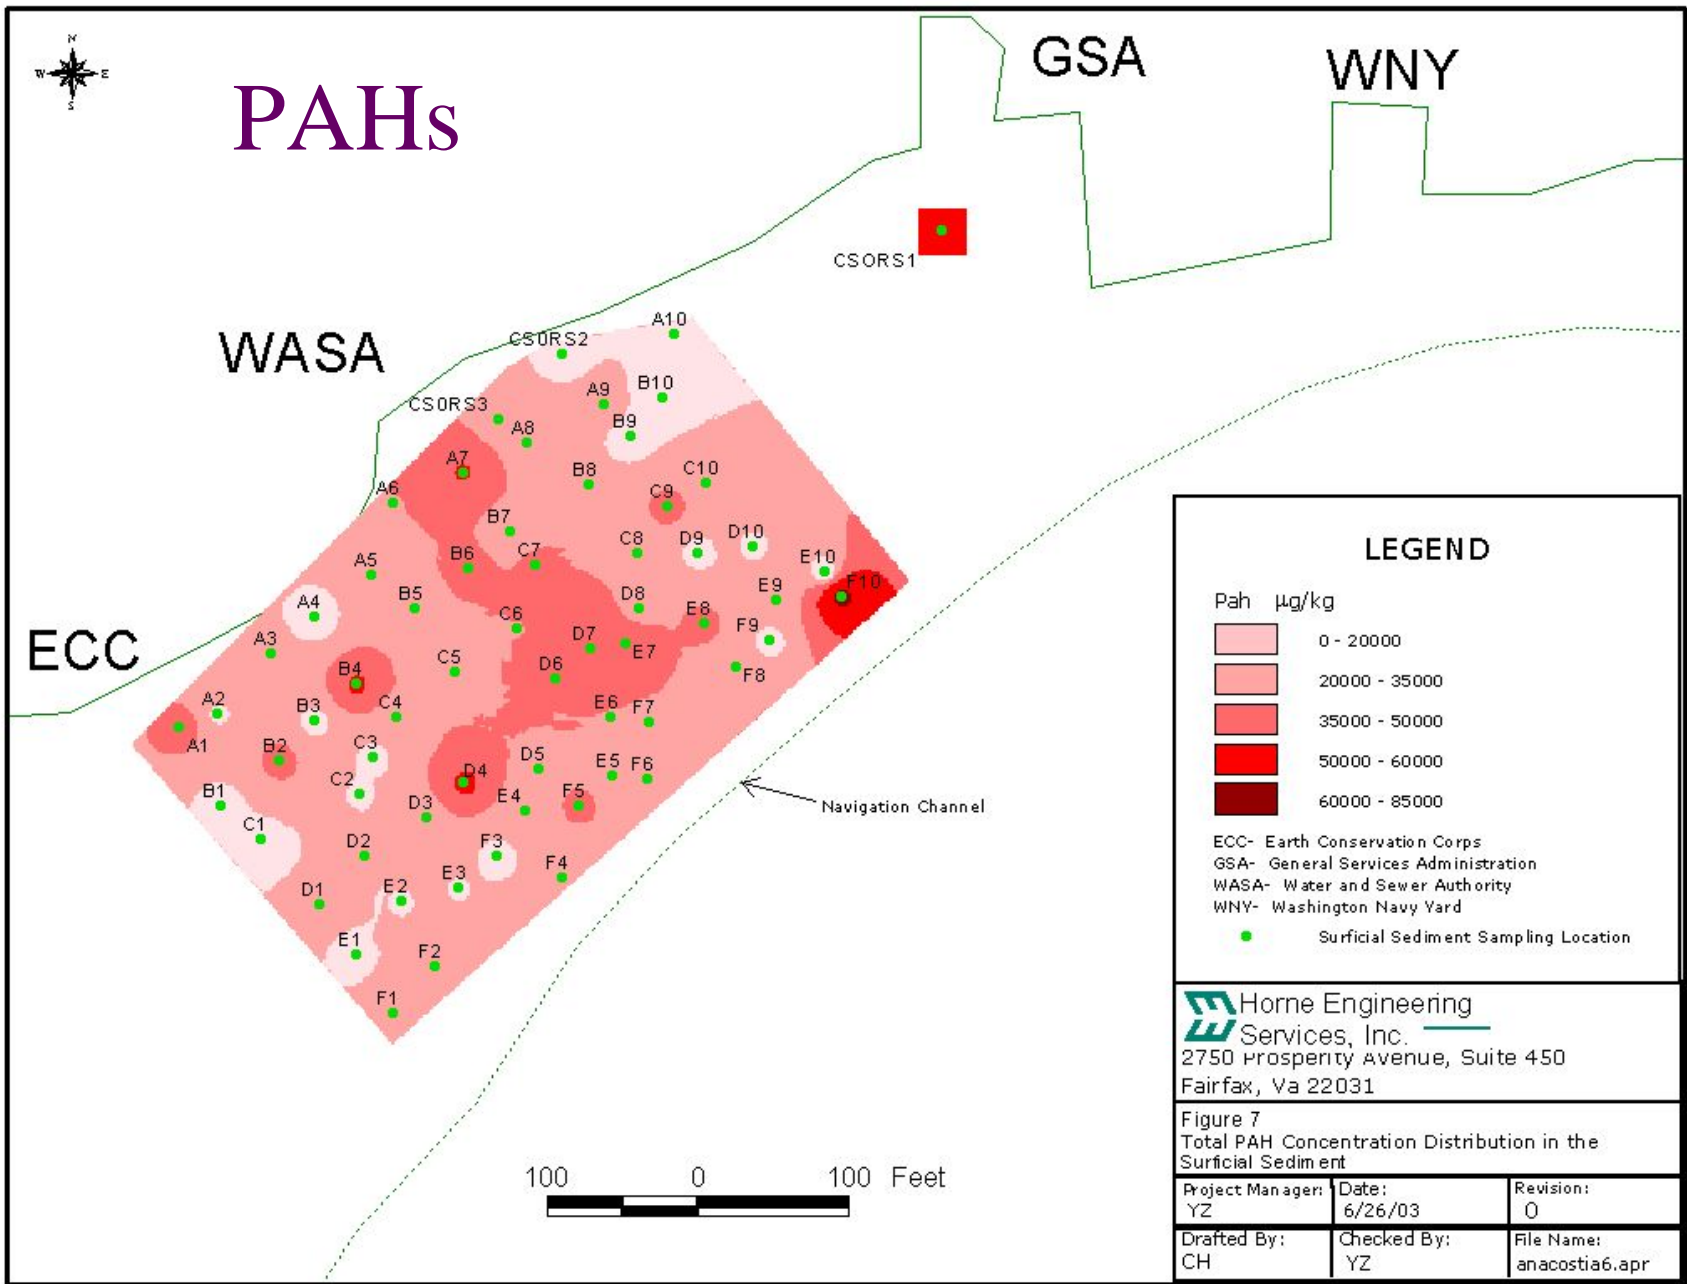 N
W E
S
PAHs
GSA
WNY
CSORS1
WASA
A10
CS0RS2
B10
A9
CS0RS3
B9
A8
A7
B8
C10
A6
C9
B7
D10
C8
D9
C7
B6
E10
A5
F10
E9
B5
A4
D8
E8
C6
F9
D7
E7
A3
ECC
C5
D6
B4
F8
A2
B3
C4
E6
F7
A1
B2
C3
D5
E5
F6
D4
C2
B1
E4
F5
D3
C1
Navigation Channel
D2
F3
F4
E3
D1
E2
E1
F2
F1
100 0 100 Feet
LEGEND
Pah µg/kg
0 - 20000
20000 - 35000
35000 - 50000
50000 - 60000
60000 - 85000
ECC- Earth Conservation Corps
GSA- General Services Administration
WASA- Water and Sewer Authority
WNY- Washington Navy Yard
Surficial Sediment Sampling Location
Horne Engineering
Services, Inc.
2750 Prosperity Avenue, Suite 450
Fairfax, Va 22031
Figure 7
Total PAH Concentration Distribution in the
Surficial Sediment
Project Manager:
YZ
Date:
6/26/03
Revision:
0
Drafted By:
CH
Checked By:
YZ
File Name:
anacostia6.apr